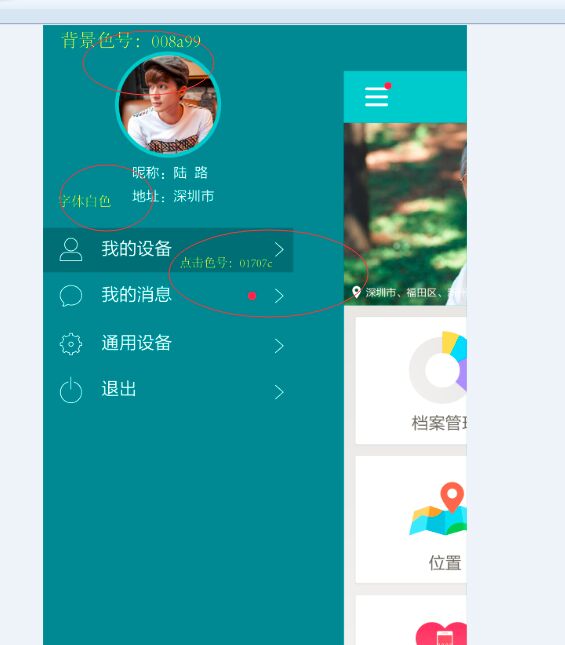 背景色号：008a99
昵称：陆 路
字体白色
地址：深圳市
我的设备
点击色号：01707c
我的消息
通用设备
退出
深圳市、福田区、
档案管
位置